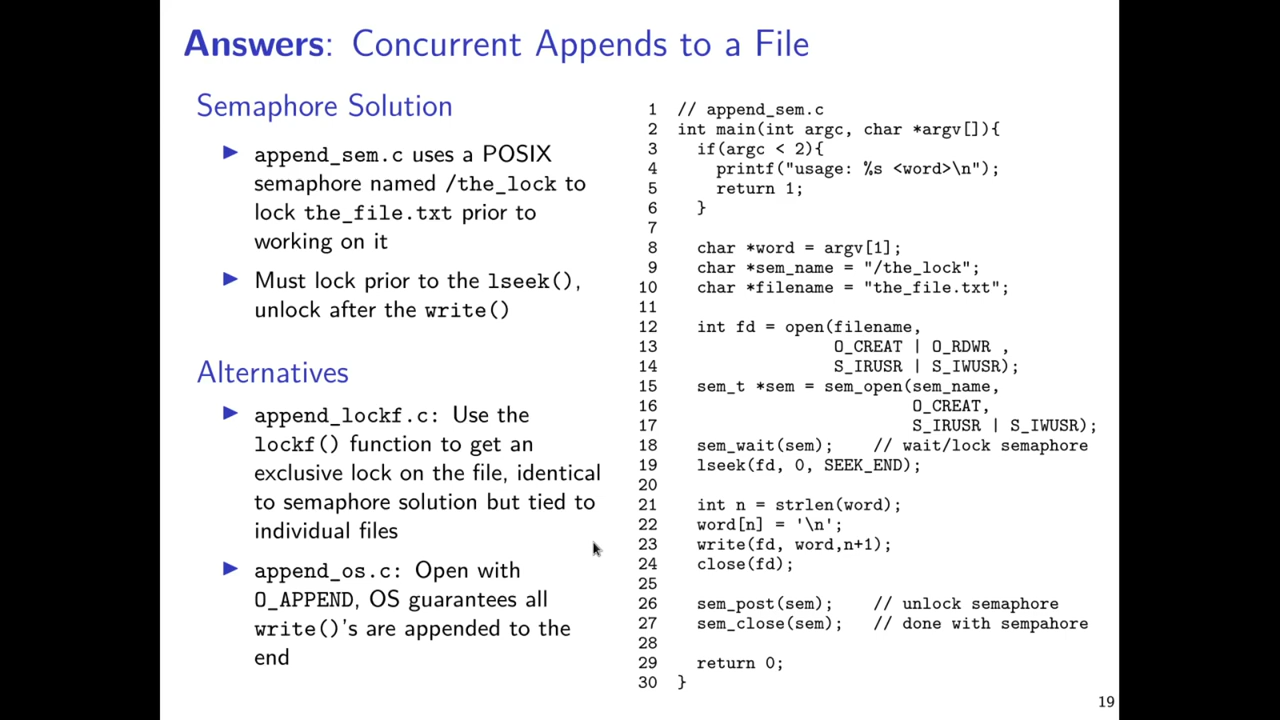 Answers: Concurrent Appends to a File
Semaphore Solution
▶ append_sem.c uses a POSIX
semaphore named /the_lock to
lock the_file.txt prior to
working on it
▶ Must lock prior to the lseek(),
unlock after the write()
Alternatives
▶ append_lockf.c: Use the
lockf() function to get an
exclusive lock on the file, identical
to semaphore solution but tied to
individual files
▶ append_os.c: Open with
O_APPEND, OS guarantees all
write()'s are appended to the
end
1 // append_sem.c
2 int main(int argc, char *argv[]){
3   if(argc < 2){
4     printf("usage: %s <word>\n");
5     return 1;
6   }
7
8   char *word = argv[1];
9   char *sem_name = "/the_lock";
10   char *filename = "the_file.txt";
11
12   int fd = open(filename,
13                 O_CREAT | O_RDWR ,
14                 S_IRUSR | S_IWUSR);
15   sem_t *sem = sem_open(sem_name,
16                         O_CREAT,
17                         S_IRUSR | S_IWUSR);
18   sem_wait(sem);    // wait/lock semaphore
19   lseek(fd, 0, SEEK_END);
20
21   int n = strlen(word);
22   word[n] = '\n';
23   write(fd, word,n+1);
24   close(fd);
25
26   sem_post(sem);    // unlock semaphore
27   sem_close(sem);   // done with sempahore
28
29   return 0;
30 }
19